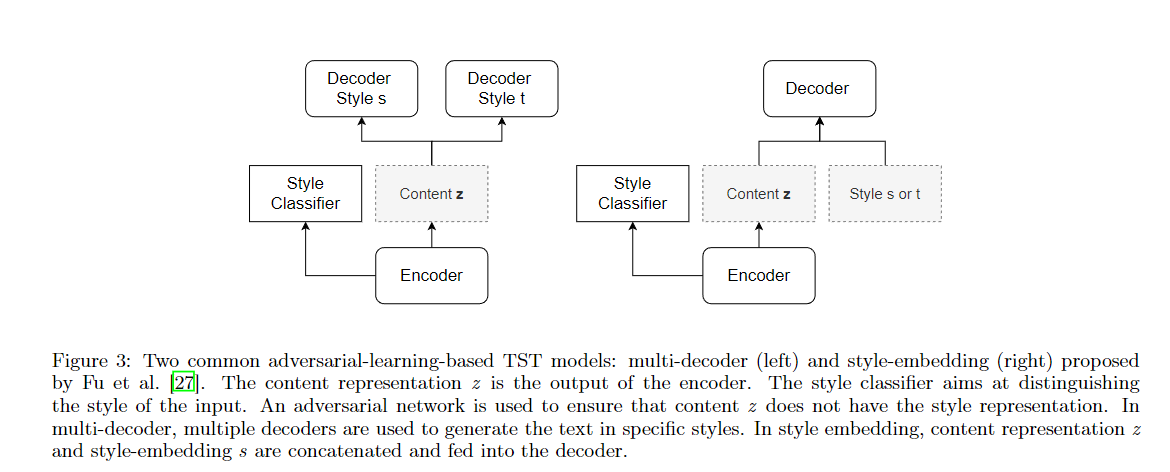 Decoder
Style s
Decoder
Style t
Style
Classifier
Content z
Encoder
Decoder
Style
Classifier
Content z
Style s or t
Encoder
Figure 3: Two common adversarial-learning-based TST models: multi-decoder (left) and style-embedding (right) proposed
by Fu et al. [27]. The content representation z is the output of the encoder. The style classifier aims at distinguishing
the style of the input. An adversarial network is used to ensure that content z does not have the style representation. In
multi-decoder, multiple decoders are used to generate the text in specific styles. In style embedding, content representation z
and style-embedding s are concatenated and fed into the decoder.